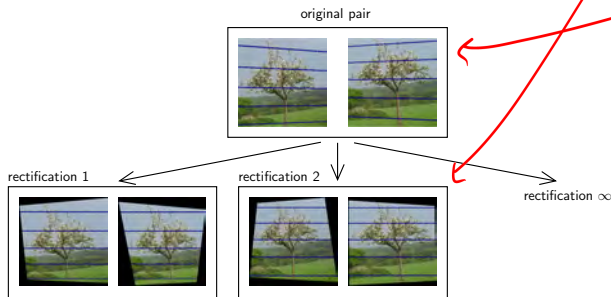 original pair
rectification 1
rectification 2
rectification ∞